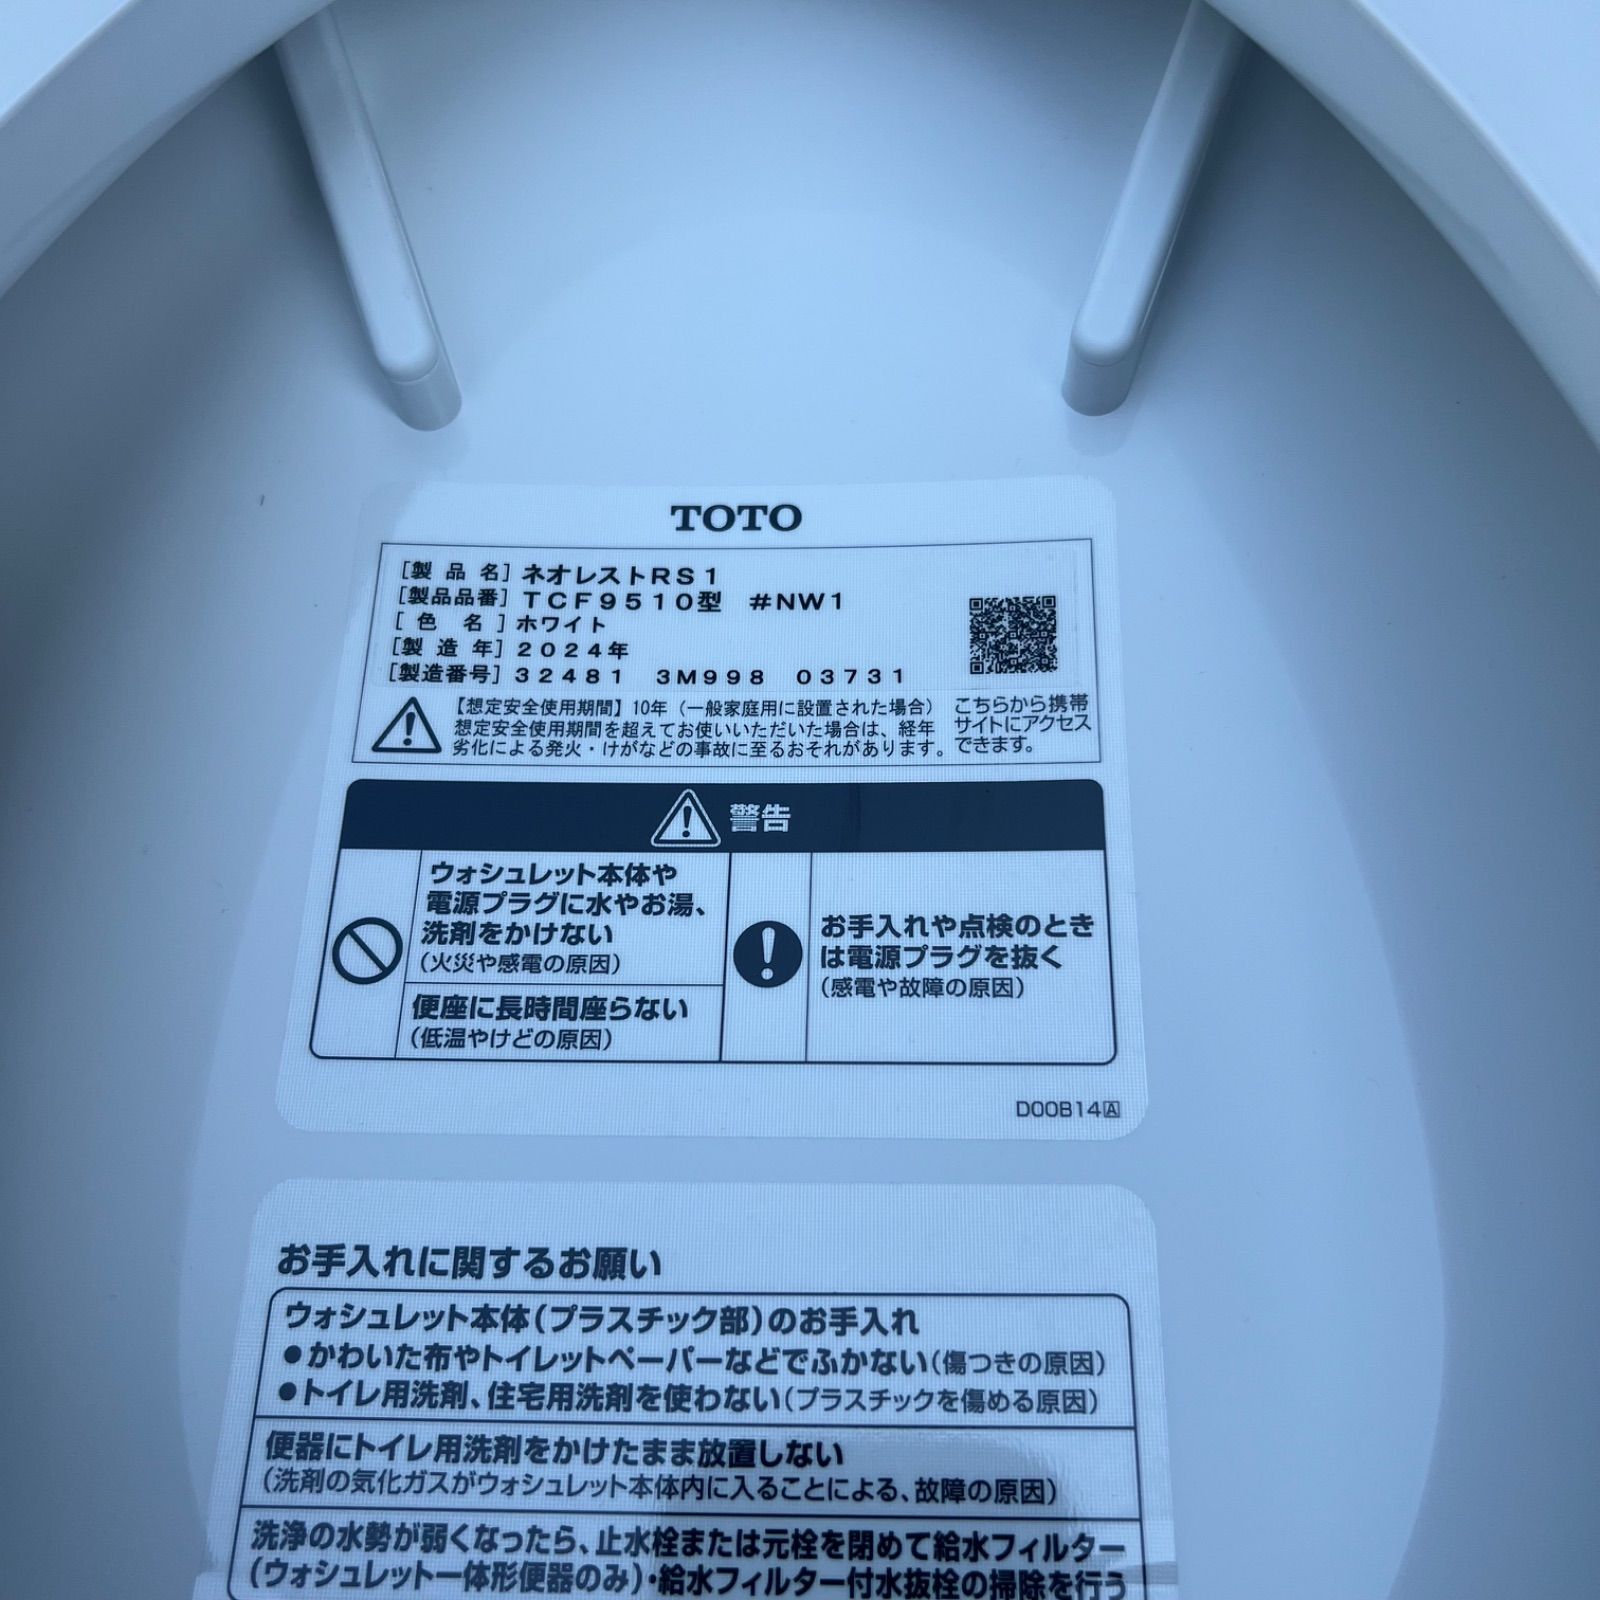 TOTO
[製品名] ネオレストRS1
[製品品番] TCF9510型 #NW1
[色名] ホワイト
[製造年] 2024年
[製造番号] 32481 3M998 03731
【想定安全使用期間】10年（一般家庭用に設置された場合）
想定安全使用期間を超えてお使いいただいた場合は、経年
劣化による発火・けがなどの事故に至るおそれがあります。
こちらから携帯
サイトにアクセス
できます。
警告
ウォシュレット本体や
電源プラグに水やお湯、
洗剤をかけない
(火災や感電の原因)
便座に長時間座らない
(低温やけどの原因)
お手入れや点検のとき
は電源プラグを抜く
(感電や故障の原因)
D00B14A
お手入れに関するお願い
ウォシュレット本体(プラスチック部)のお手入れ
●かわいた布やトイレットペーパーなどでふかない(傷つきの原因)
●トイレ用洗剤、住宅用洗剤を使わない(プラスチックを傷める原因)
便器にトイレ用洗剤をかけたまま放置しない
(洗剤の気化ガスがウォシュレット本体内に入ることによる、故障の原因)
洗浄の水勢が弱くなったら、止水栓または元栓を閉めて給水フィルター
(ウォシュレット一体形便器のみ)・給水フィルター付水抜栓の掃除を行う